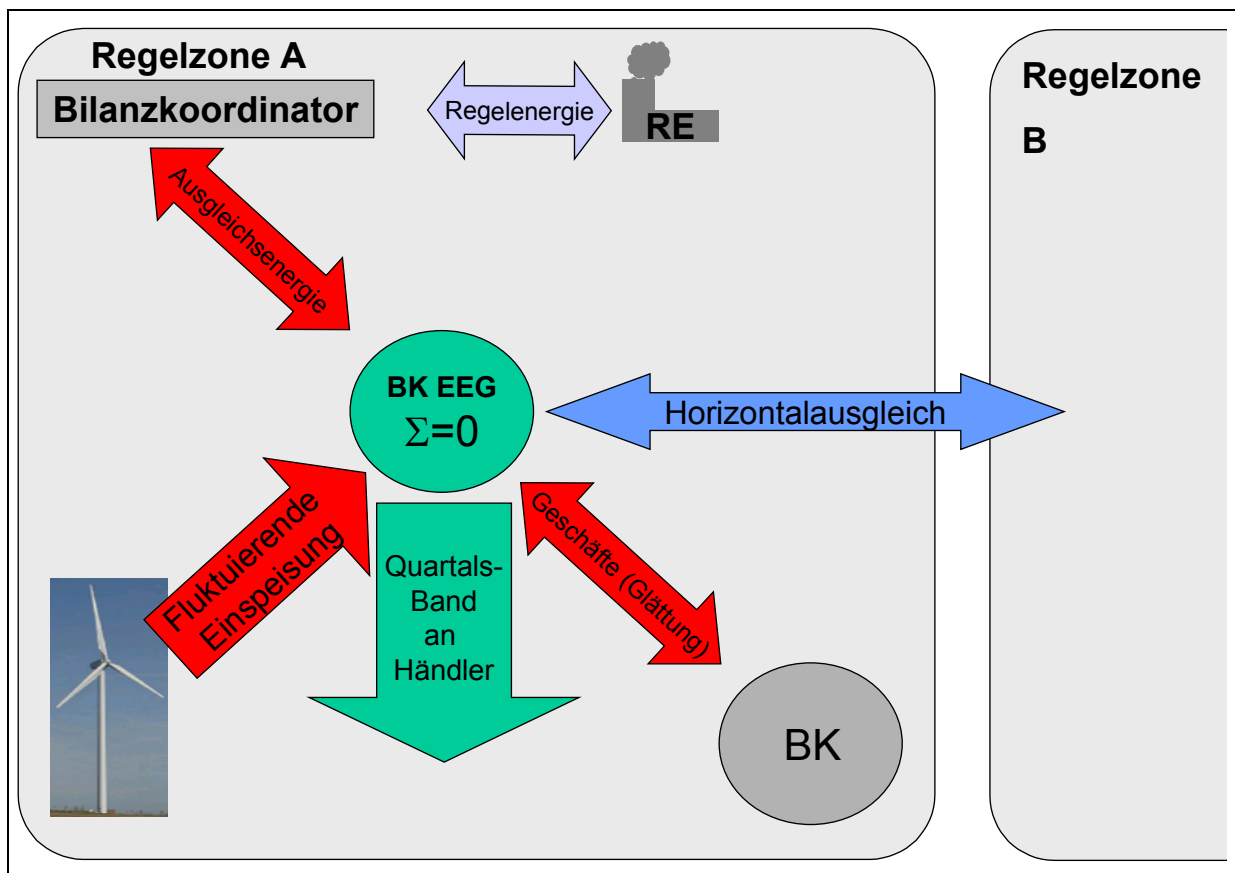 Regelzone A
Bilanzkoordinator
Regelenergie
RE
Regelzone
B
Ausgleichsenergie
BK EEG
Σ=0
Horizontalausgleich
Fluktuierende
Einspeisung
Quartals-
Band
an
Händler
Geschäfte (Glättung)
BK